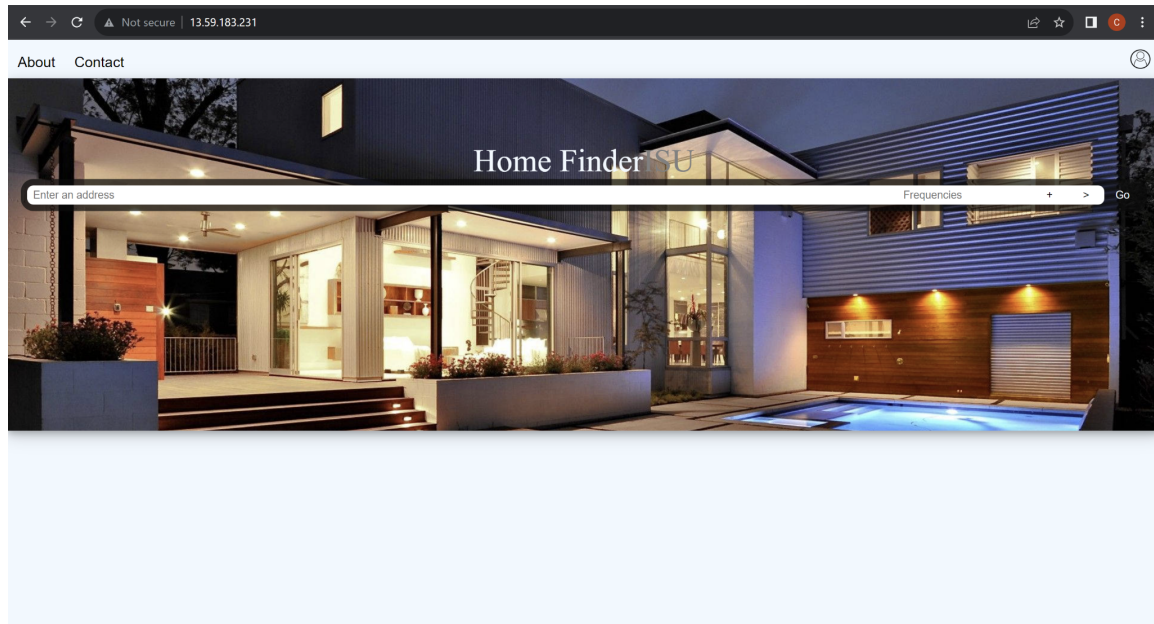 Not secure | 13.59.183.231
C
About Contact
Home Finder ISU
Enter an address Frequencies + > Go